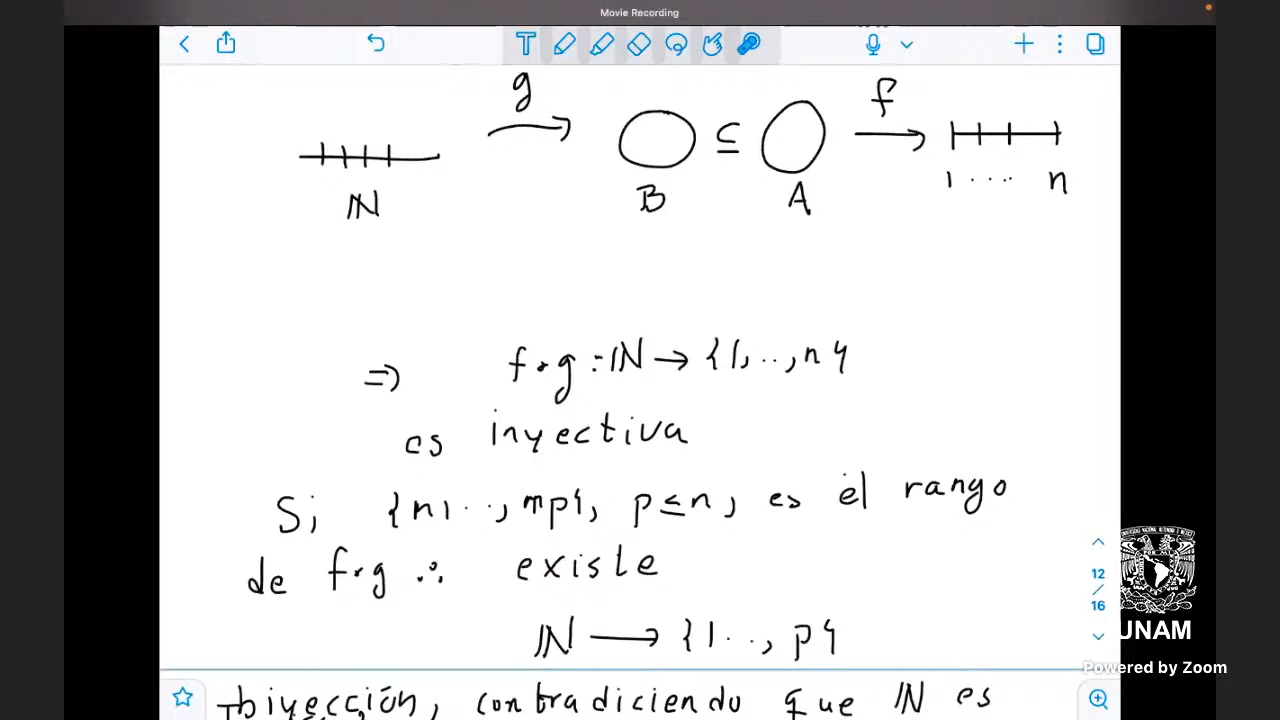 Movie Recording
g f
⊆
1 .... n
ℕ B A
⇒ f∘g : ℕ → {1, .., n}
es inyectiva
Si {n1 .., mp}, p ≤ n, es el rango
de f∘g ∴ existe
ℕ → {1 .., p}
biyección, contradiciendo que ℕ es
12
/
16
UNAM
Powered by Zoom